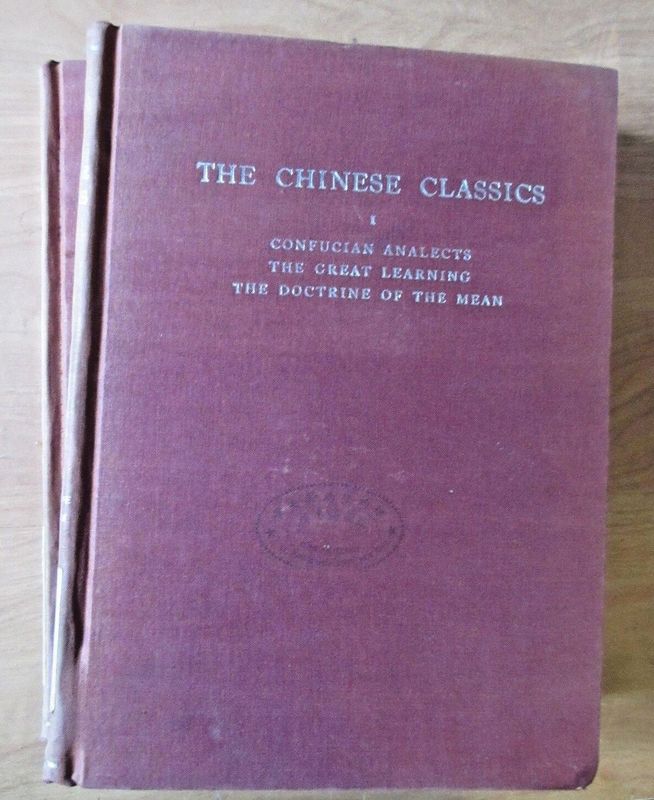 THE CHINESE CLASSICS
I
CONFUCIAN ANALECTS
THE GREAT LEARNING
THE DOCTRINE OF THE MEAN